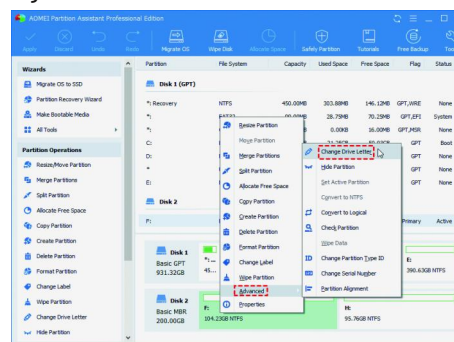 AOMEI Partition Assistant Professional Edition
Apply Discard Undo Redo Migrate OS Wipe Disk Allocate Space Safely Partition Tutorials Free Backup
Wizards
Migrate OS to SSD
Partition Recovery Wizard
Make Bootable Media
All Tools
Partition Operations
Resize/Move Partition
Merge Partitions
Split Partition
Allocate Free Space
Copy Partition
Create Partition
Delete Partition
Format Partition
Change Label
Wipe Partition
Change Drive Letter
Hide Partition
Partition File System Capacity Used Space Free Space Flag Status
Disk 1 (GPT)
*: Recovery NTFS 450.00MB 303.88MB 146.12MB GPT,WRE None
*: 28.75MB 70.25MB GPT,EFI System
*: 0.00KB 16.00MB GPT,MSR None
C: GPT Boot
D: GPT None
*: GPT None
E: GPT None
Disk 2
F: Primary Active
Resize Partition
Move Partition
Merge Partitions
Split Partition
Allocate Free Space
Copy Partition
Create Partition
Delete Partition
Format Partition
Change Label
Wipe Partition
Advanced
Properties
Change Drive Letter
Hide Partition
Set Active Partition
Convert to NTFS
Convert to Logical
Check Partition
Wipe Data
ID Change Partition Type ID
Change Serial Number
Partition Alignment
Disk 1
Basic GPT
931.32GB
*: ...
45...
E:
390.63GB NTFS
Disk 2
Basic MBR
200.00GB
F:
104.23GB NTFS
H:
95.76GB NTFS